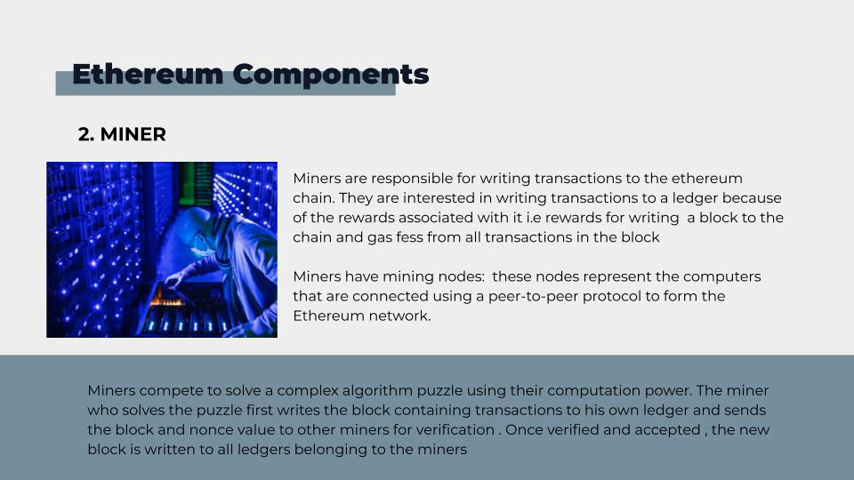 Ethereum Components
2. MINER
Miners are responsible for writing transactions to the ethereum
chain. They are interested in writing transactions to a ledger because
of the rewards associated with it i.e rewards for writing  a block to the
chain and gas fess from all transactions in the block
Miners have mining nodes:  these nodes represent the computers
that are connected using a peer-to-peer protocol to form the
Ethereum network.
Miners compete to solve a complex algorithm puzzle using their computation power. The miner
who solves the puzzle first writes the block containing transactions to his own ledger and sends
the block and nonce value to other miners for verification . Once verified and accepted , the new
block is written to all ledgers belonging to the miners